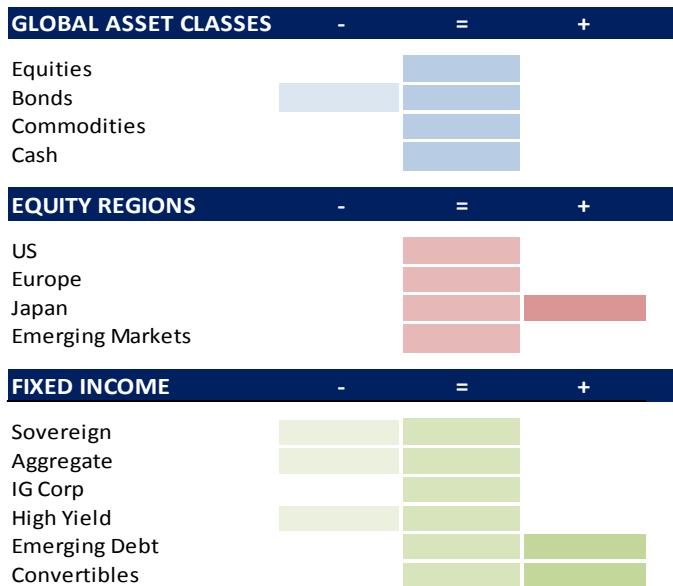 GLOBAL ASSET CLASSES - = +
Equities
Bonds
Commodities
Cash
EQUITY REGIONS - = +
US
Europe
Japan
Emerging Markets
FIXED INCOME - = +
Sovereign
Aggregate
IG Corp
High Yield
Emerging Debt
Convertibles